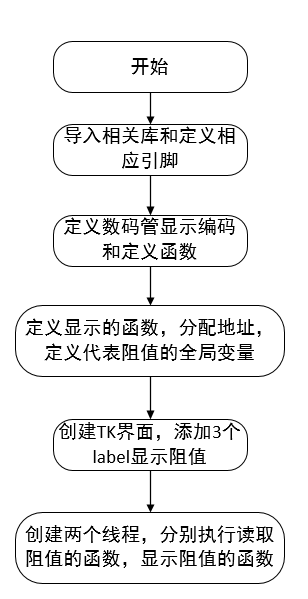 开始
导入相关库和定义相
应引脚
定义数码管显示编码
和定义函数
定义显示的函数，分配地址，
定义代表阻值的全局变量
创建TK界面，添加3个
label显示阻值
创建两个线程，分别执行读取
阻值的函数，显示阻值的函数